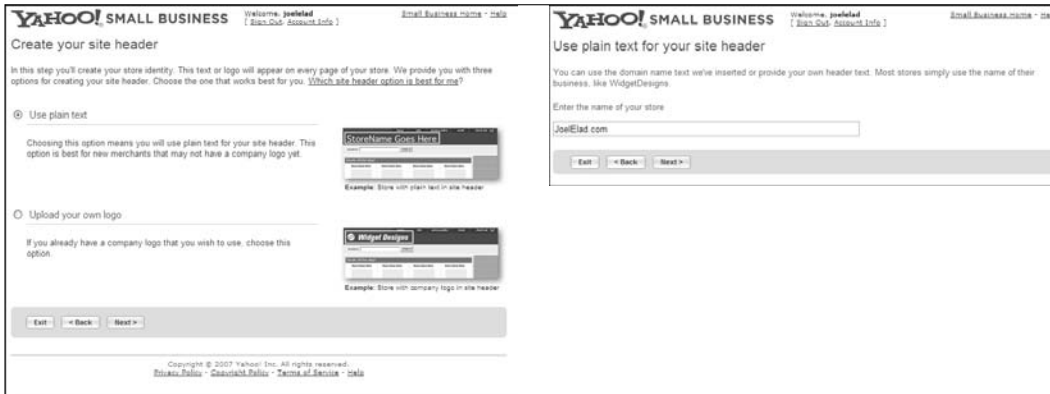 YAHOO! SMALL BUSINESS
Welcome, joelelad
[ Sign Out, Account Info ]
Small Business Home - Help
Create your site header
In this step you'll create your store identity. This text or logo will appear on every page of your store. We provide you with three
options for creating your site header. Choose the one that works best for you. Which site header option is best for me?
Use plain text
Choosing this option means you will use plain text for your site header. This
option is best for new merchants that may not have a company logo yet.
StoreName Goes Here
Example: Store with plain text in site header
Upload your own logo
If you already have a company logo that you wish to use, choose this
option.
Widget Designs
Example: Store with company logo in site header
Exit
< Back
Next >
Copyright © 2007 Yahoo! Inc. All rights reserved.
Privacy Policy - Copyright Policy - Terms of Service - Help
YAHOO! SMALL BUSINESS
Welcome, joelelad
[ Sign Out, Account Info ]
Small Business Home - He
Use plain text for your site header
You can use the domain name text we've inserted or provide your own header text. Most stores simply use the name of their
business, like WidgetDesigns.
Enter the name of your store
JoelElad.com
Exit
< Back
Next >